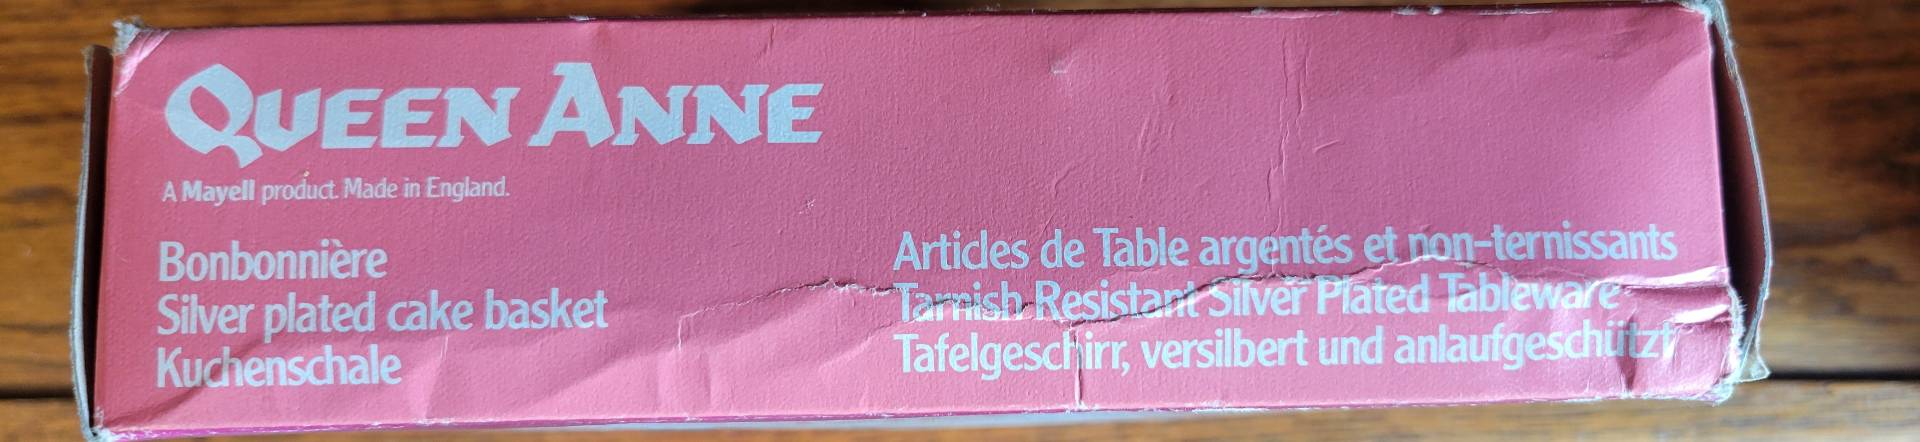 QUEEN ANNE
A Mayell product. Made in England.
Bonbonnière
Silver plated cake basket
Kuchenschale
Articles de Table argentés et non-ternissants
Tarnish Resistant Silver Plated Tableware
Tafelgeschirr, versilbert und anlaufgeschützt